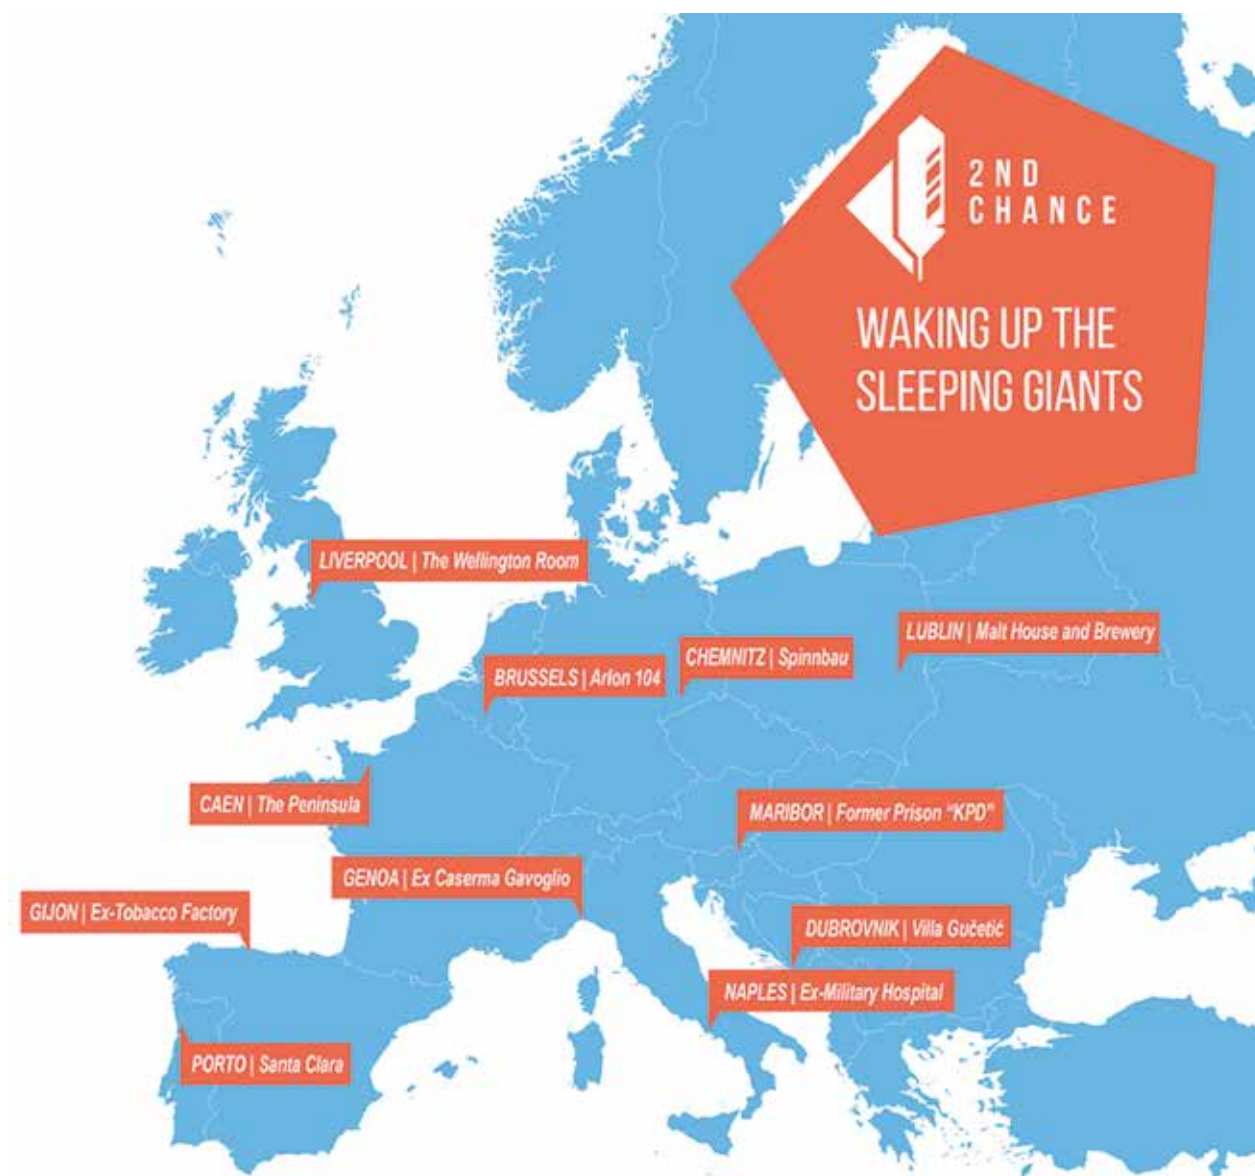 2ND
CHANCE
WAKING UP THE
SLEEPING GIANTS
LIVERPOOL | The Wellington Room
LUBLIN | Malt House and Brewery
CHEMNITZ | Spinnbau
BRUSSELS | Arlon 104
CAEN | The Peninsula
MARIBOR | Former Prison "KPD"
GENOA | Ex Caserma Gavoglio
GIJON | Ex-Tobacco Factory
DUBROVNIK | Villa Gučetić
NAPLES | Ex-Military Hospital
PORTO | Santa Clara